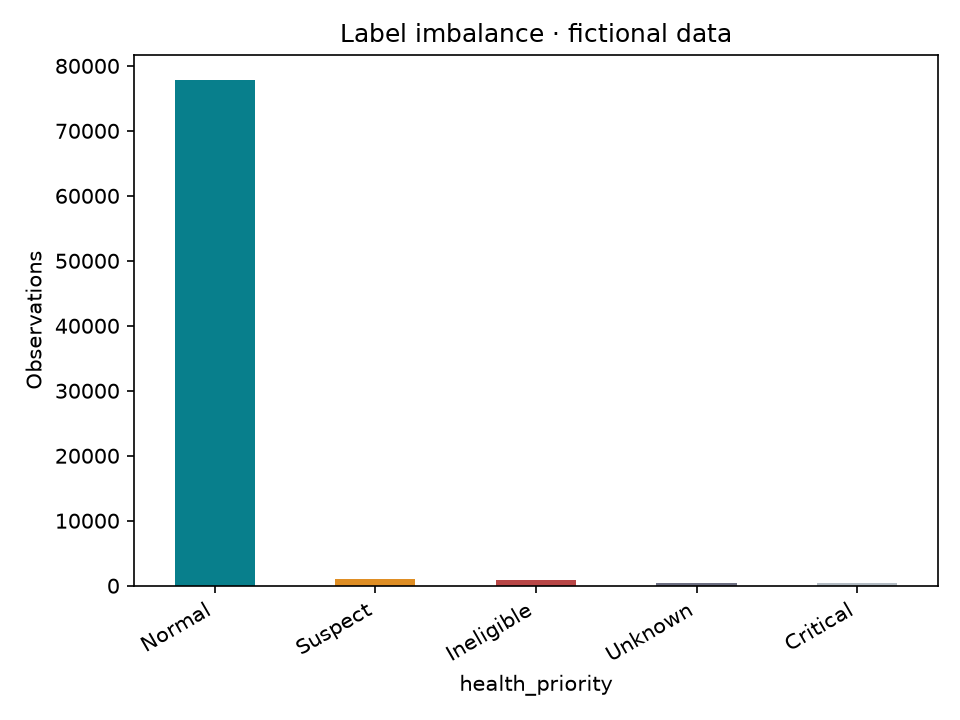 Label imbalance · fictional data
80000
70000
60000
50000
40000
30000
20000
10000
0
Observations
Normal
Suspect
Ineligible
Unknown
Critical
health_priority